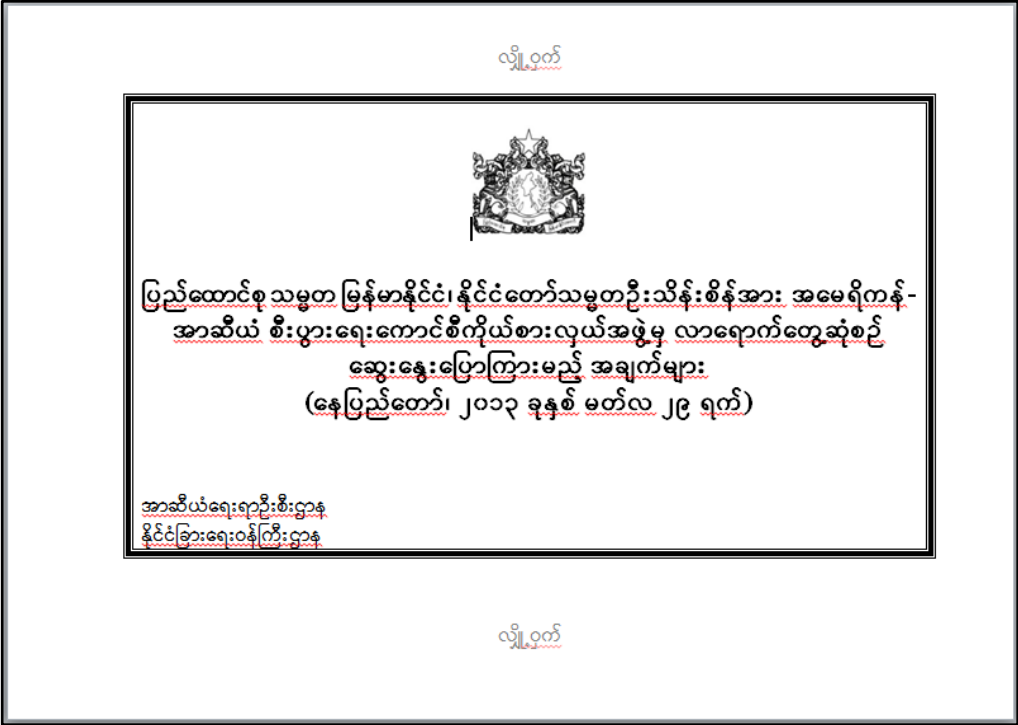 လျှို့ဝှက်
ပြည်ထောင်စု သမ္မတ မြန်မာနိုင်ငံ၊ နိုင်ငံတော်သမ္မတဦးသိန်းစိန်အား အမေရိကန်-
အာဆီယံ စီးပွားရေးကောင်စီကိုယ်စားလှယ်အဖွဲ့မှ လာရောက်တွေ့ဆုံစဉ်
ဆွေးနွေးပြောကြားမည့် အချက်များ
(နေပြည်တော်၊ ၂၀၁၃ ခုနှစ် မတ်လ ၂၉ ရက်)
အာဆီယံရေးရာဦးစီးဌာန
နိုင်ငံခြားရေးဝန်ကြီးဌာန
လျှို့ဝှက်